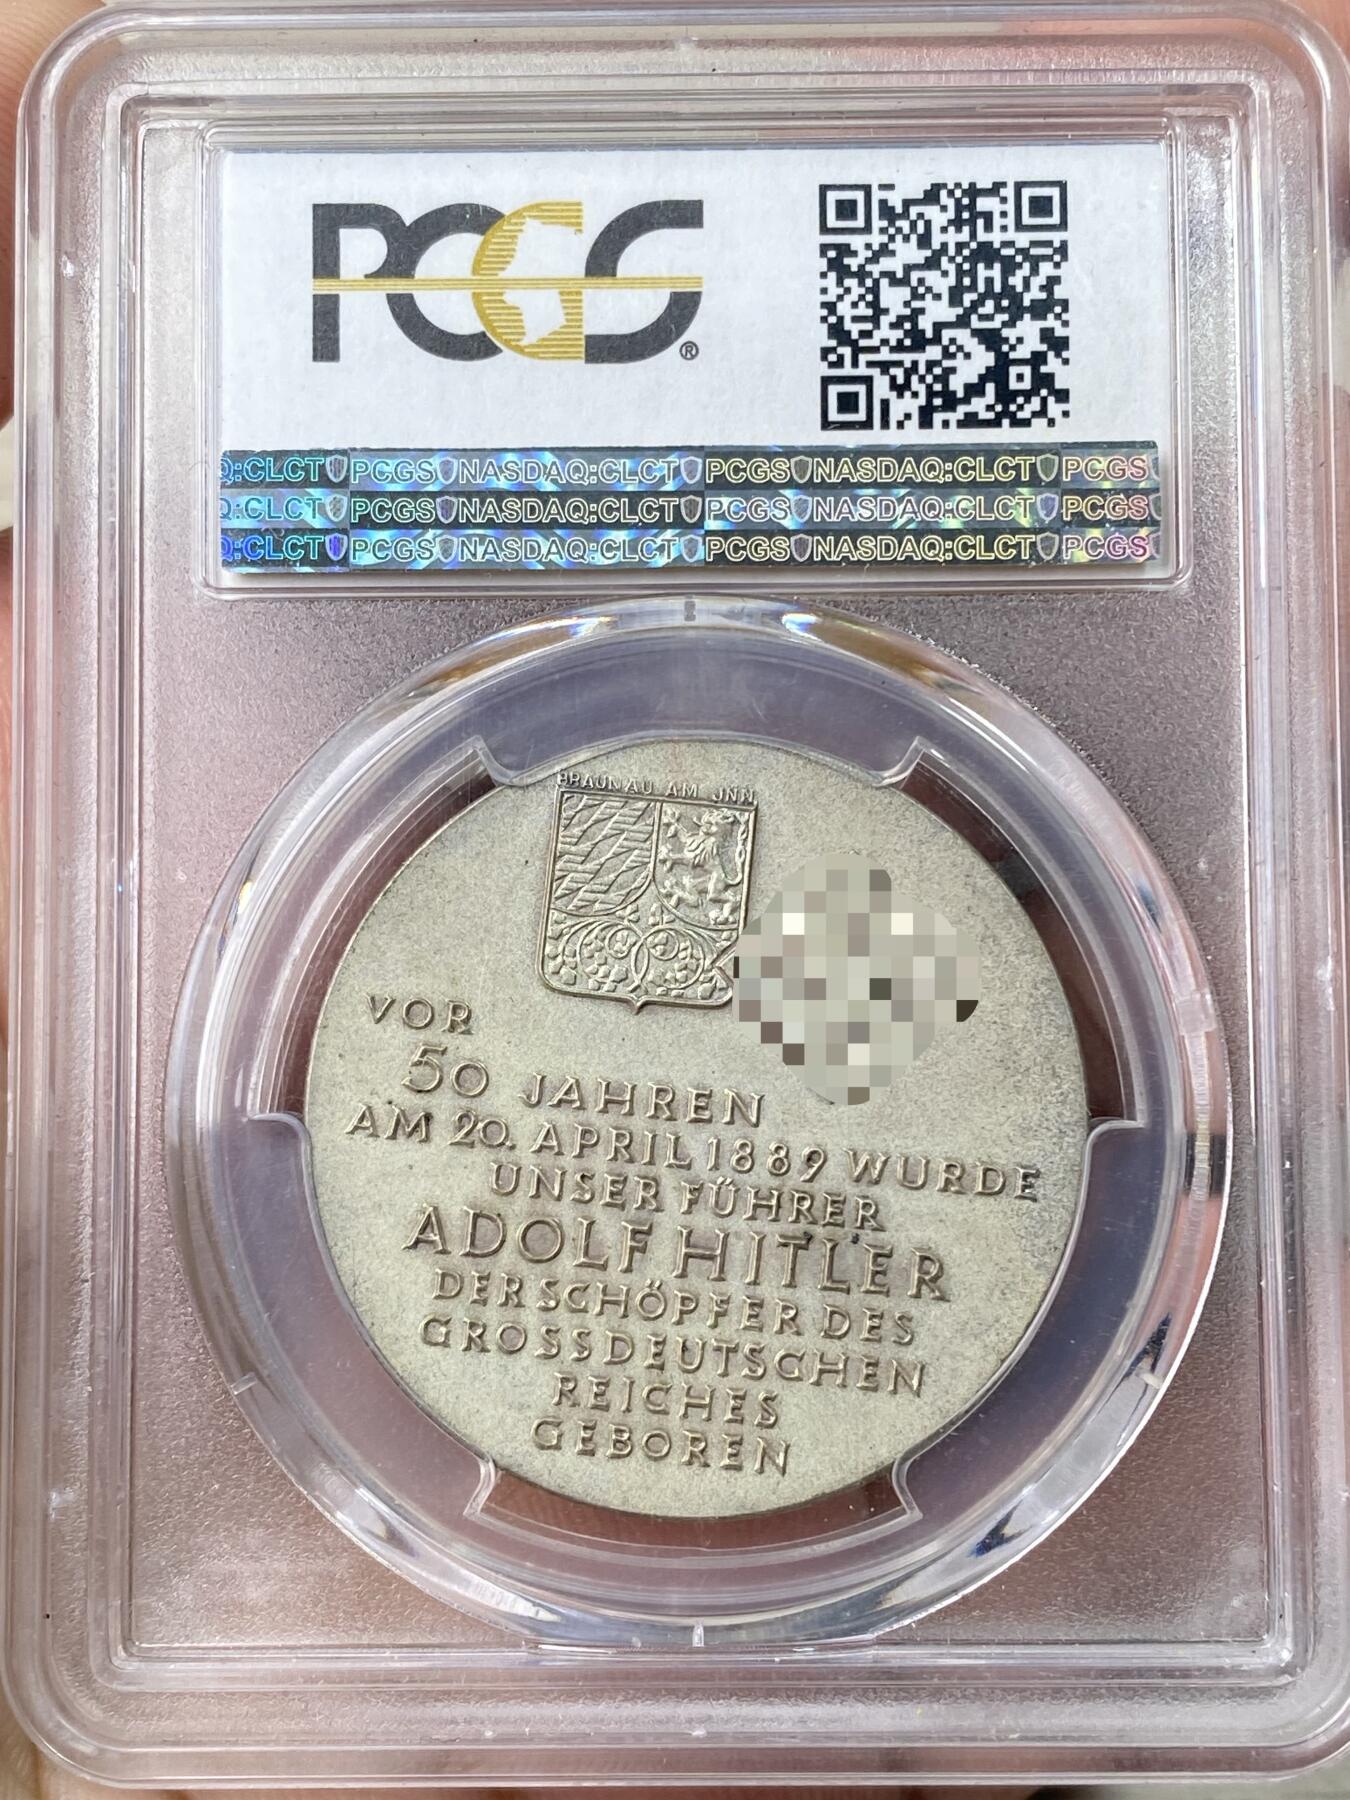 PCGS®
Q:CLCT PCGS NASDAQ:CLCT PCGS NASDAQ:CLCT PCGS
Q:CLCT PCGS NASDAQ:CLCT PCGS NASDAQ:CLCT PCGS
Q:CLCT PCGS NASDAQ:CLCT PCGS NASDAQ:CLCT PCGS
BRAUNAU AM JNN
VOR
50 JAHREN
AM 20. APRIL 1889 WURDE
UNSER FÜHRER
ADOLF HITLER
DER SCHÖPFER DES
GROSSDEUTSCHEN
REICHES
GEBOREN